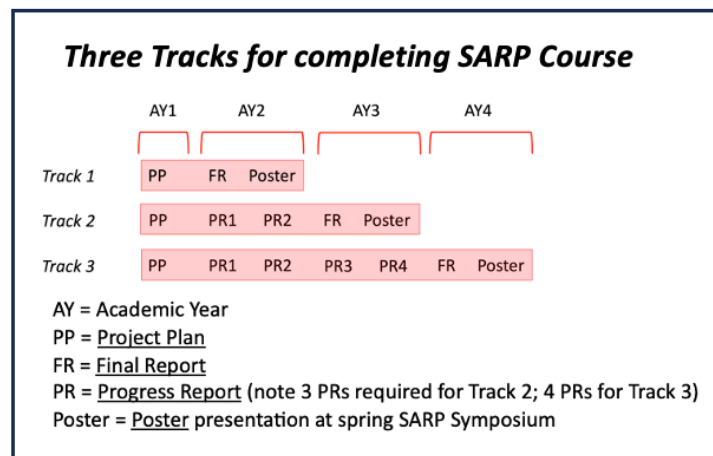 Three Tracks for completing SARP Course
AY1 AY2 AY3 AY4
Track 1 PP FR Poster
Track 2 PP PR1 PR2 FR Poster
Track 3 PP PR1 PR2 PR3 PR4 FR Poster
AY = Academic Year
PP = Project Plan
FR = Final Report
PR = Progress Report (note 3 PRs required for Track 2; 4 PRs for Track 3)
Poster = Poster presentation at spring SARP Symposium